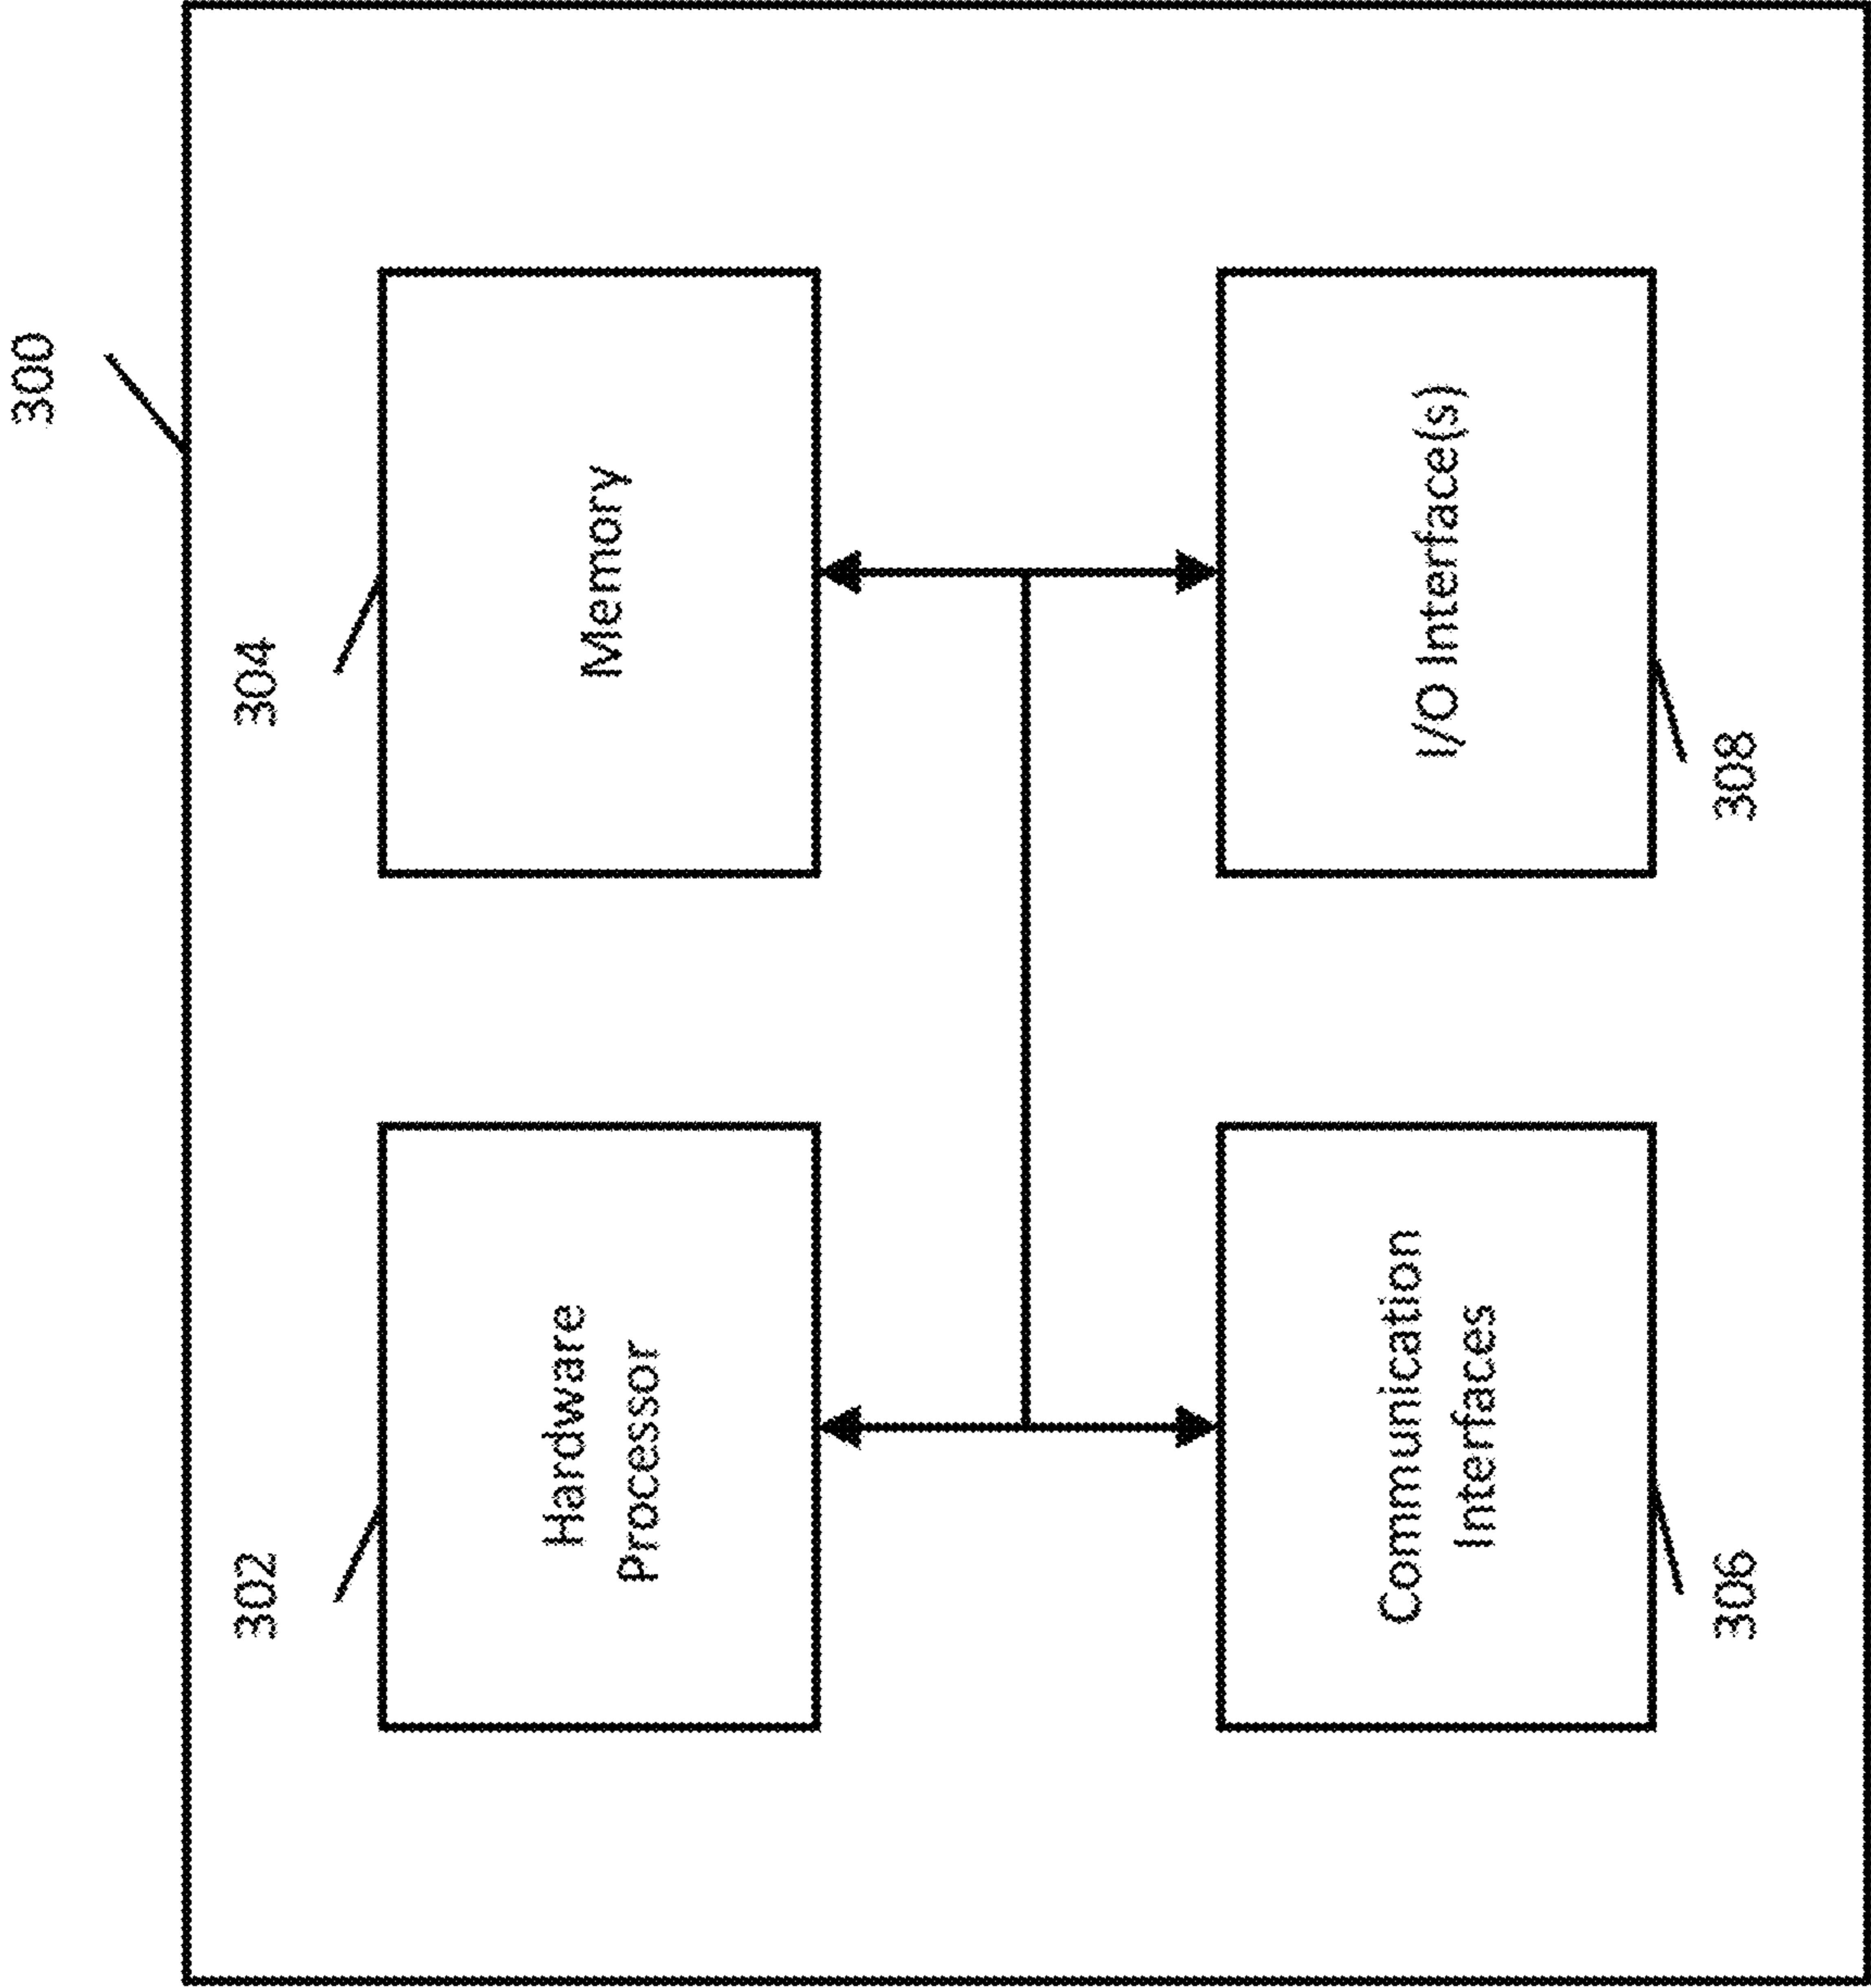 300
302
304
Hardware
Processor
Memory
Communication
Interfaces
I/O Interface(s)
306
308